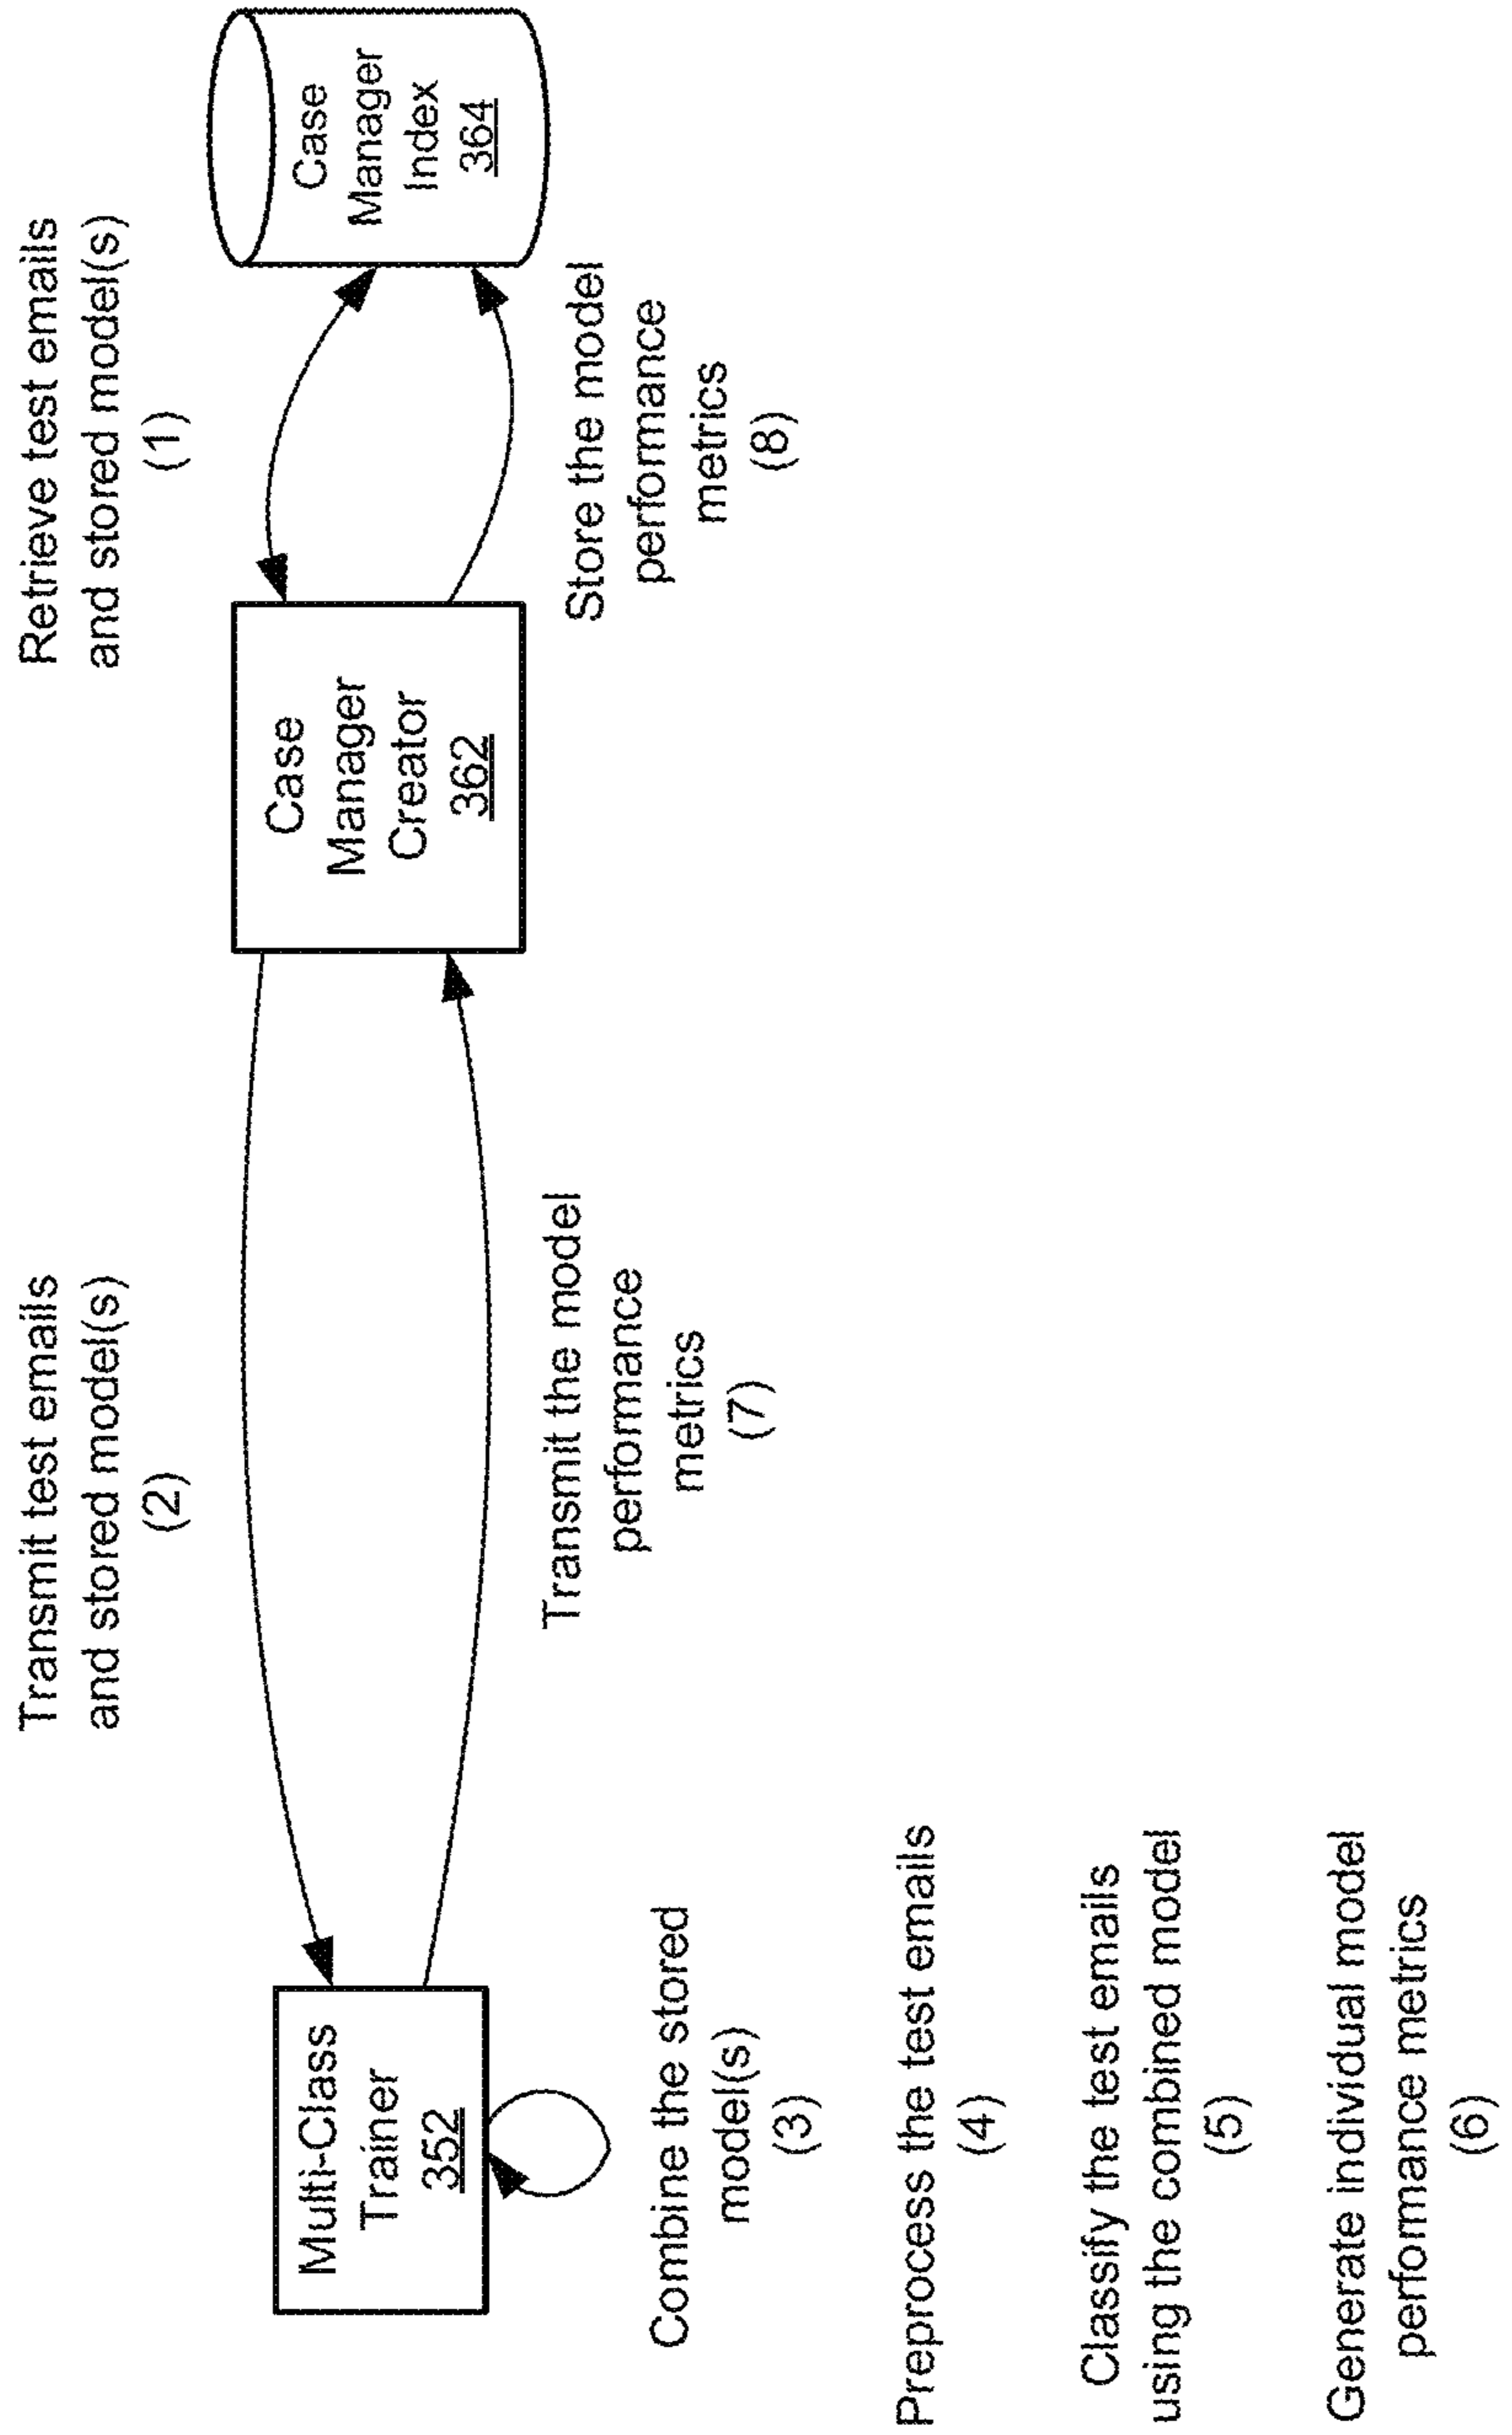 Transmit test emails
and stored model(s)
(2)
Retrieve test emails
and stored model(s)
(1)
Multi-Class
Trainer
352
Case
Manager
Creator
362
Case
Manager
Index
364
Transmit the model
performance
metrics
(7)
Store the model
performance
metrics
(8)
Combine the stored
model(s)
(3)
Preprocess the test emails
(4)
Classify the test emails
using the combined model
(5)
Generate individual model
performance metrics
(6)